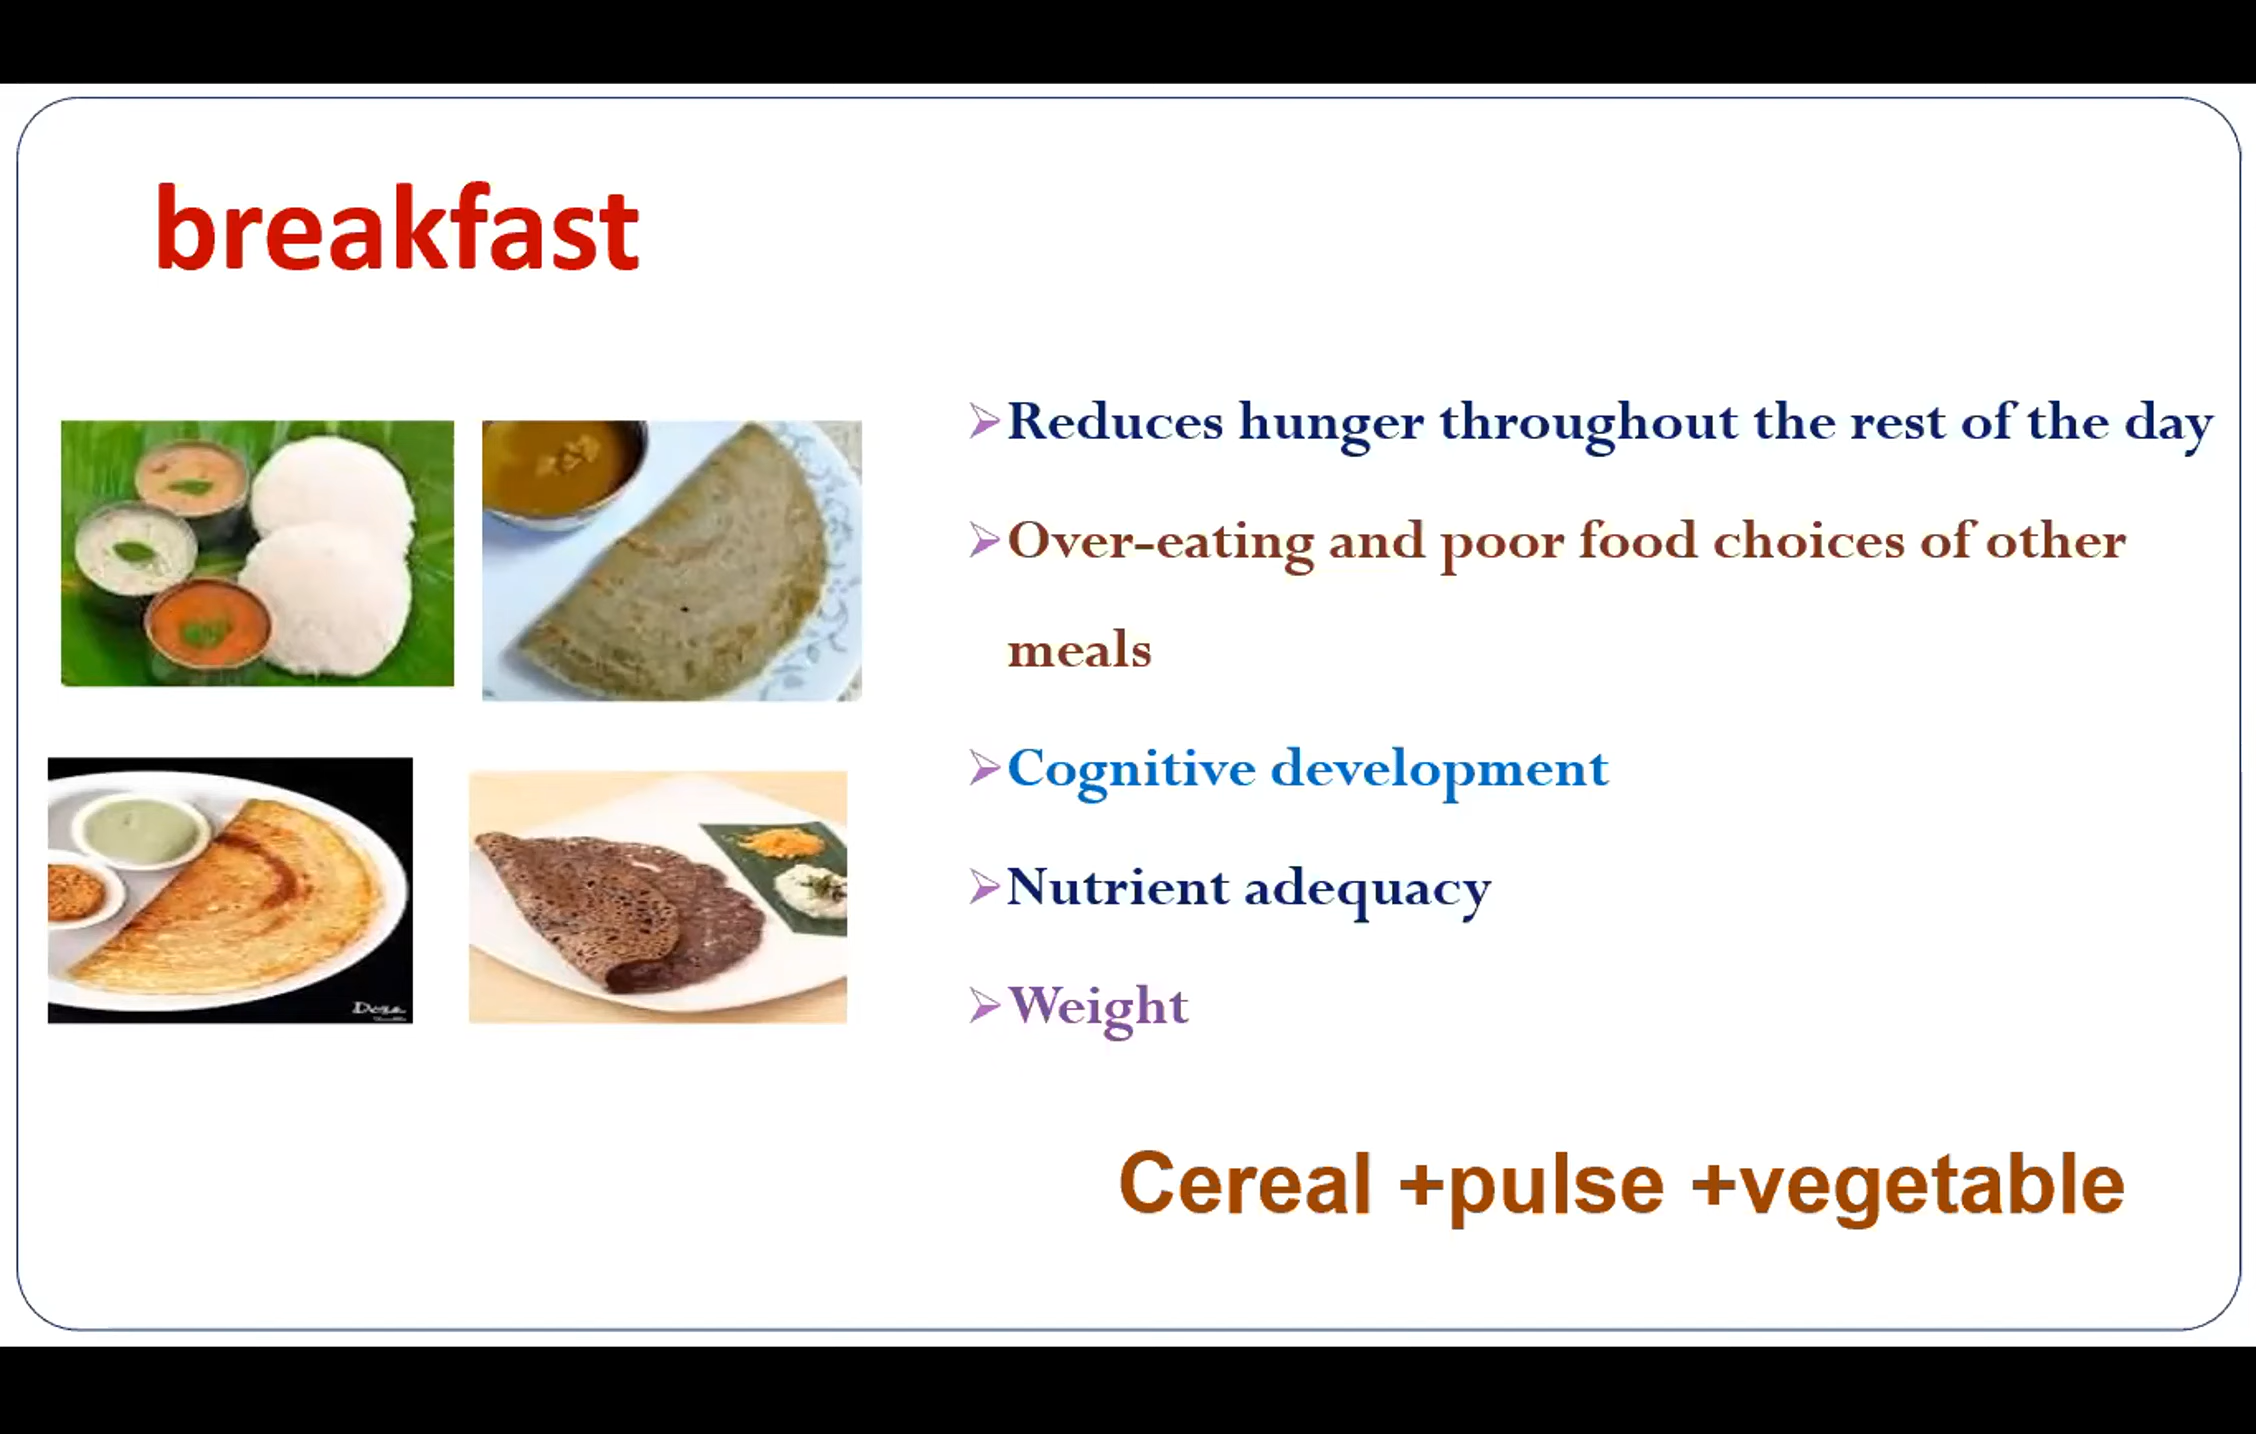 breakfast
➢Reduces hunger throughout the rest of the day
➢Over-eating and poor food choices of other
meals
➢Cognitive development
➢Nutrient adequacy
➢Weight
Cereal +pulse +vegetable